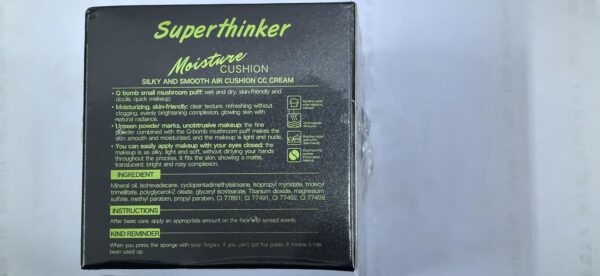 Superthinker
Moisture
CUSHION
SILKY AND SMOOTH AIR CUSHION CC CREAM
• Q-bomb small mushroom puff: wet and dry, skin-friendly and
docile, quick makeup;
• Moisturizing, skin-friendly: clear texture, refreshing without
clogging, evenly brightening complexion, glowing skin with
natural radiance.
• Unseen powder marks, unobtrusive makeup: the fine
powder combined with the Q-bomb mushroom puff makes the
skin smooth and moisturized, and the makeup is light and nude.
• You can easily apply makeup with your eyes closed: the
makeup is as silky, light and soft, without dirtying your hands
throughout the process, it fits the skin, showing a matte,
translucent, bright and rosy complexion.
INGREDIENT
Mineral oil, isohexadecane, cyclopentadimethylsiloxane, isopropyl myristate, tridecyl
trimellitate, polyglycerol-2 oleate, glyceryl isostearate, Titanium dioxide, magnesium
sulfate, methyl paraben, propyl paraben, CI 77891, CI 77491, CI 77492, CI 77499.
INSTRUCTIONS
After basic care, apply an appropriate amount on the face and spread evenly.
KIND REMINDER
When you press the sponge with your fingers, if you can't get the paste, It means it has
been used up.